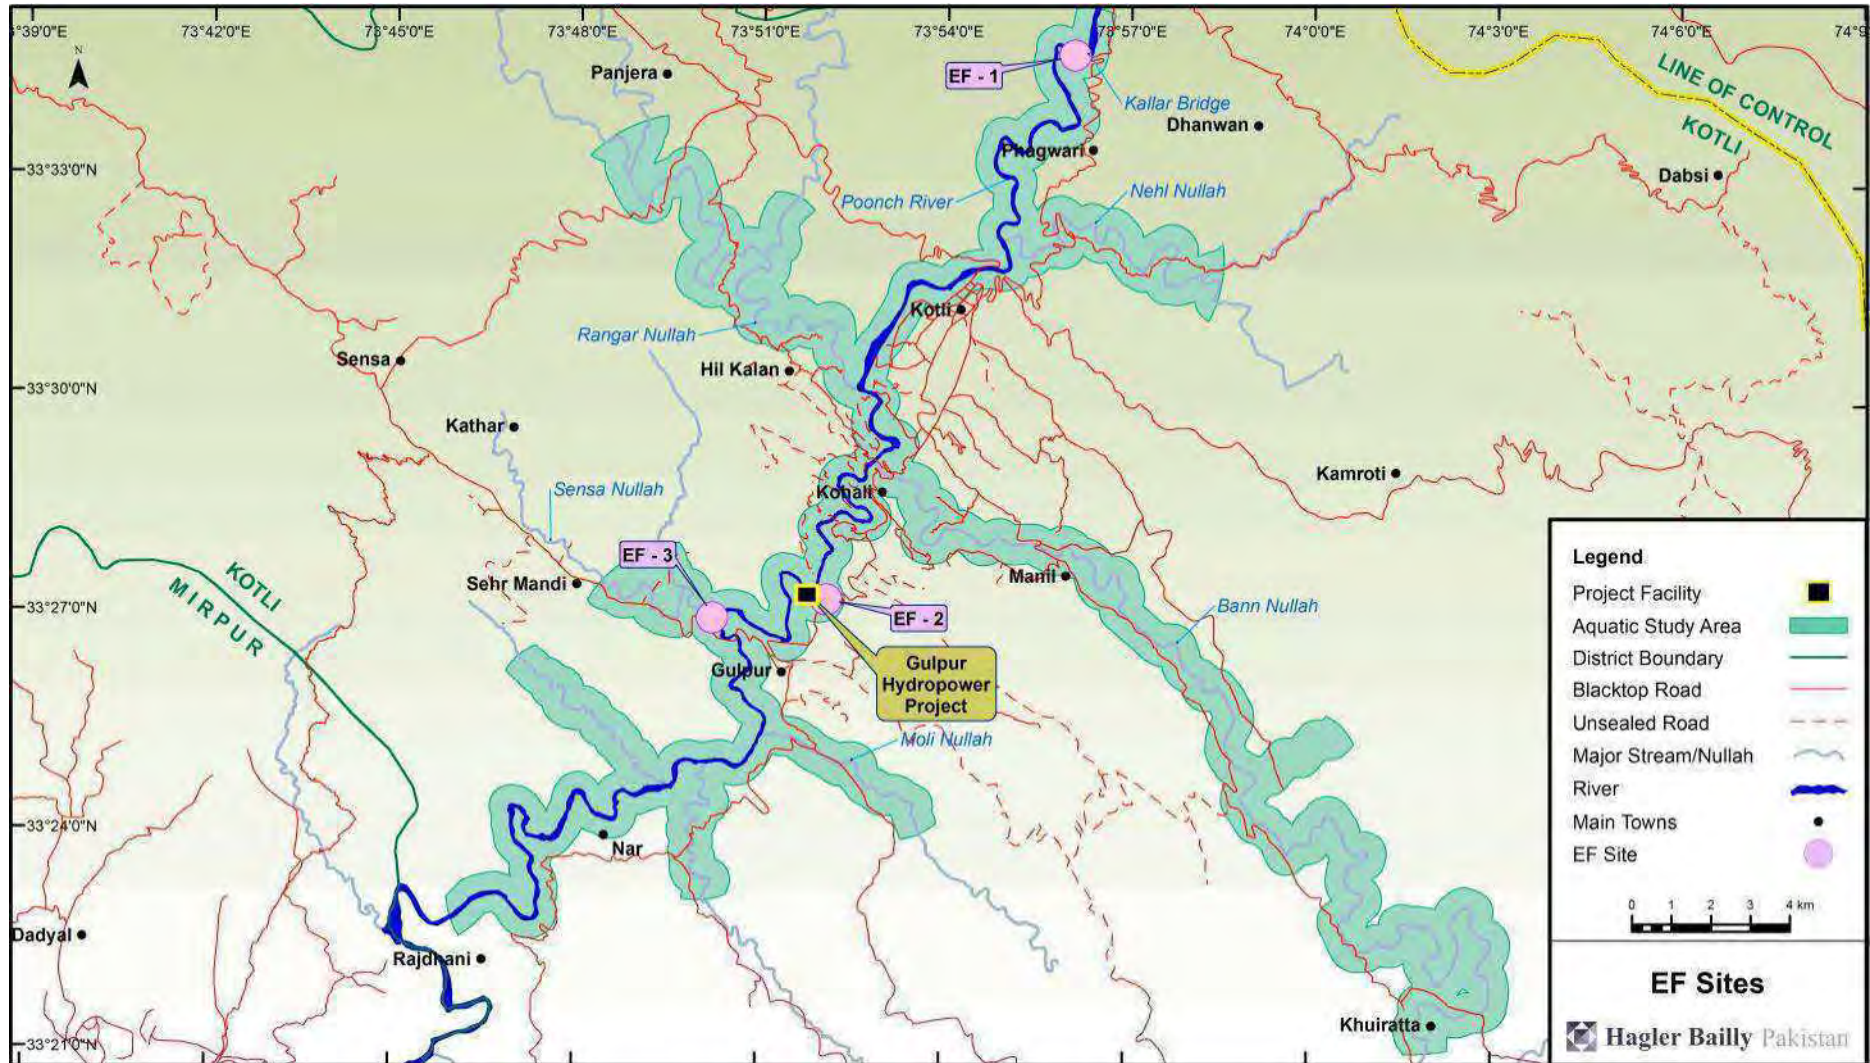 73°39'0"E
73°42'0"E
73°45'0"E
73°48'0"E
73°51'0"E
73°54'0"E
73°57'0"E
74°0'0"E
74°3'0"E
74°6'0"E
N
Panjera
EF - 1
Kallar Bridge
Dhanwan
LINE OF CONTROL
KOTLI
Phagwari
33°33'0"N
Dabsi
Nehl Nullah
Poonch River
Kotli
Rangar Nullah
Sensa
Hil Kalan
33°30'0"N
Kathar
Kamroti
Sensa Nullah
Kohali
EF - 3
Sehr Mandi
Manil
KOTLI
MIRPUR
33°27'0"N
Bann Nullah
EF - 2
Gulpur
Gulpur
Hydropower
Project
Moli Nullah
33°24'0"N
Nar
Dadyal
Rajdhani
Khuiratta
33°21'0"N
Legend
Project Facility
Aquatic Study Area
District Boundary
Blacktop Road
Unsealed Road
Major Stream/Nullah
River
Main Towns
EF Site
0 1 2 3 4 km
EF Sites
Hagler Bailly Pakistan